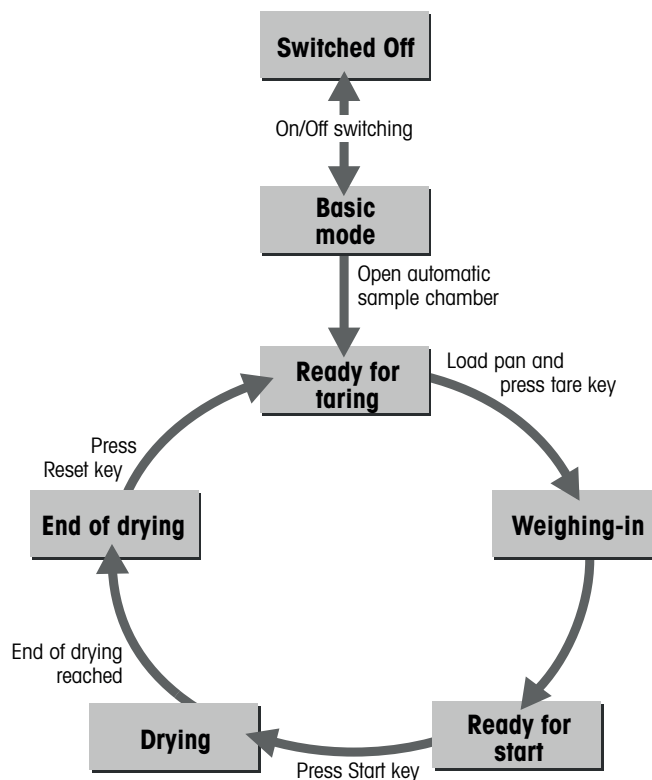 Switched Off
On/Off switching
Basic
mode
Open automatic
sample chamber
Ready for
taring
Load pan and
press tare key
Press
Reset key
End of drying
Weighing-in
End of drying
reached
Drying
Ready for
start
Press Start key